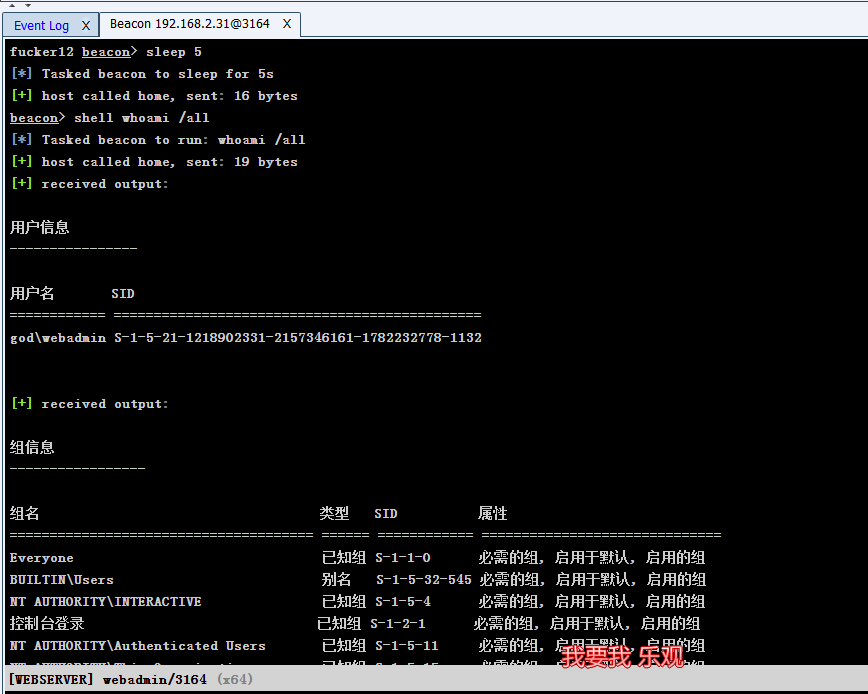 Event Log X Beacon 192.168.2.31@3164 X
fucker12 beacon> sleep 5
[*] Tasked beacon to sleep for 5s
[+] host called home, sent: 16 bytes
beacon> shell whoami /all
[*] Tasked beacon to run: whoami /all
[+] host called home, sent: 19 bytes
[+] received output:
用户信息
----------------
用户名 SID
============ ==============================================
god\webadmin S-1-5-21-1218902331-2157346161-1782232778-1132
[+] received output:
组信息
-----------------
组名 类型 SID 属性
====================================== ====== ============ ==============================
Everyone 已知组 S-1-1-0 必需的组, 启用于默认, 启用的组
BUILTIN\Users 别名 S-1-5-32-545 必需的组, 启用于默认, 启用的组
NT AUTHORITY\INTERACTIVE 已知组 S-1-5-4 必需的组, 启用于默认, 启用的组
控制台登录 已知组 S-1-2-1 必需的组, 启用于默认, 启用的组
NT AUTHORITY\Authenticated Users 已知组 S-1-5-11 必需的组, 启用于默认, 启用的组
我要我 乐观
[WEBSERVER] webadmin/3164 (x64)